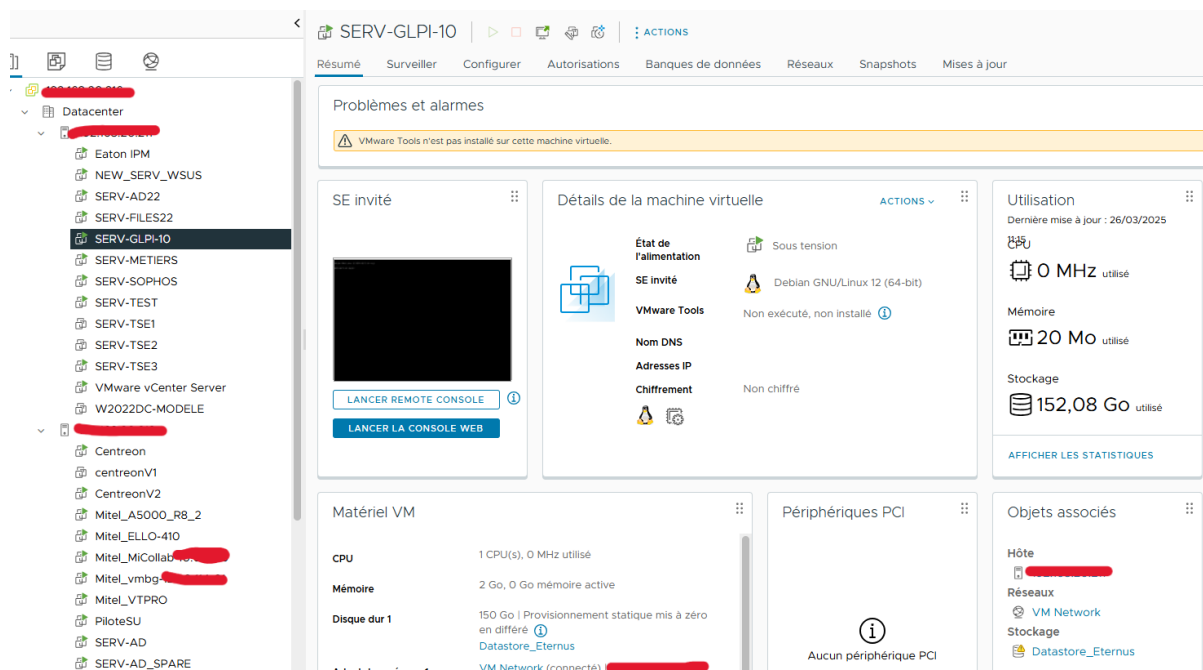 SERV-GLPI-10
ACTIONS
Résumé Surveiller Configurer Autorisations Banques de données Réseaux Snapshots Mises à jour
Datacenter
Eaton IPM
NEW_SERV_WSUS
SERV-AD22
SERV-FILES22
SERV-GLPI-10
SERV-METIERS
SERV-SOPHOS
SERV-TEST
SERV-TSE1
SERV-TSE2
SERV-TSE3
VMware vCenter Server
W2022DC-MODELE
Centreon
centreonV1
CentreonV2
Mitel_A5000_R8_2
Mitel_ELLO-410
Mitel_MiCollab
Mitel_vmbg-
Mitel_VTPRO
PiloteSU
SERV-AD
SERV-AD_SPARE
Problèmes et alarmes
VMware Tools n'est pas installé sur cette machine virtuelle.
SE invité
LANCER REMOTE CONSOLE
LANCER LA CONSOLE WEB
Détails de la machine virtuelle
ACTIONS
État de l'alimentation Sous tension
SE invité Debian GNU/Linux 12 (64-bit)
VMware Tools Non exécuté, non installé
Nom DNS
Adresses IP
Chiffrement Non chiffré
Utilisation
Dernière mise à jour : 26/03/2025
11:15
CPU
0 MHz utilisé
Mémoire
20 Mo utilisé
Stockage
152,08 Go utilisé
AFFICHER LES STATISTIQUES
Matériel VM
CPU 1 CPU(s), 0 MHz utilisé
Mémoire 2 Go, 0 Go mémoire active
Disque dur 1 150 Go | Provisionnement statique mis à zéro
en différé
Datastore_Eternus
VM Network (connecté) |
Périphériques PCI
Aucun périphérique PCI
Objets associés
Hôte
Réseaux
VM Network
Stockage
Datastore_Eternus